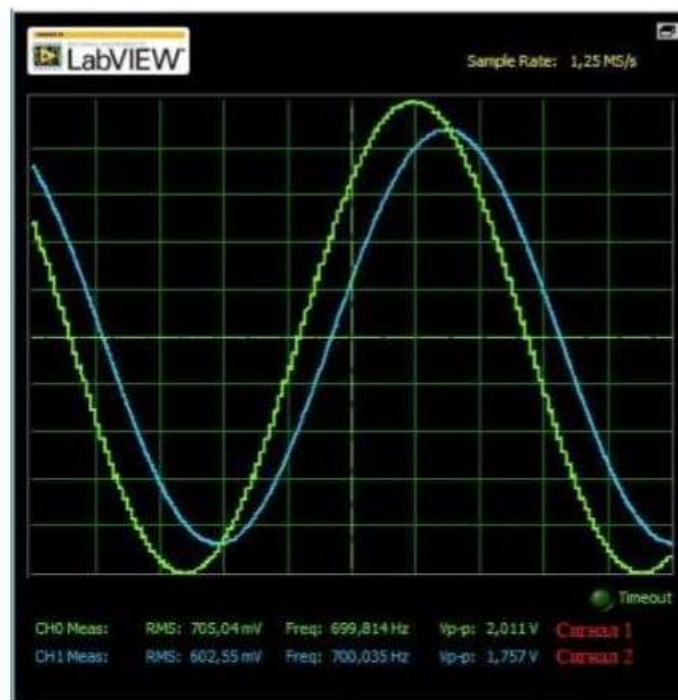 LabVIEW
Sample Rate: 1,25 MS/s
Timeout
CH0 Meas: RMS: 705,04 mV Freq: 699,814 Hz Vp-p: 2,011 V Сигнал 1
CH1 Meas: RMS: 602,55 mV Freq: 700,035 Hz Vp-p: 1,757 V Сигнал 2